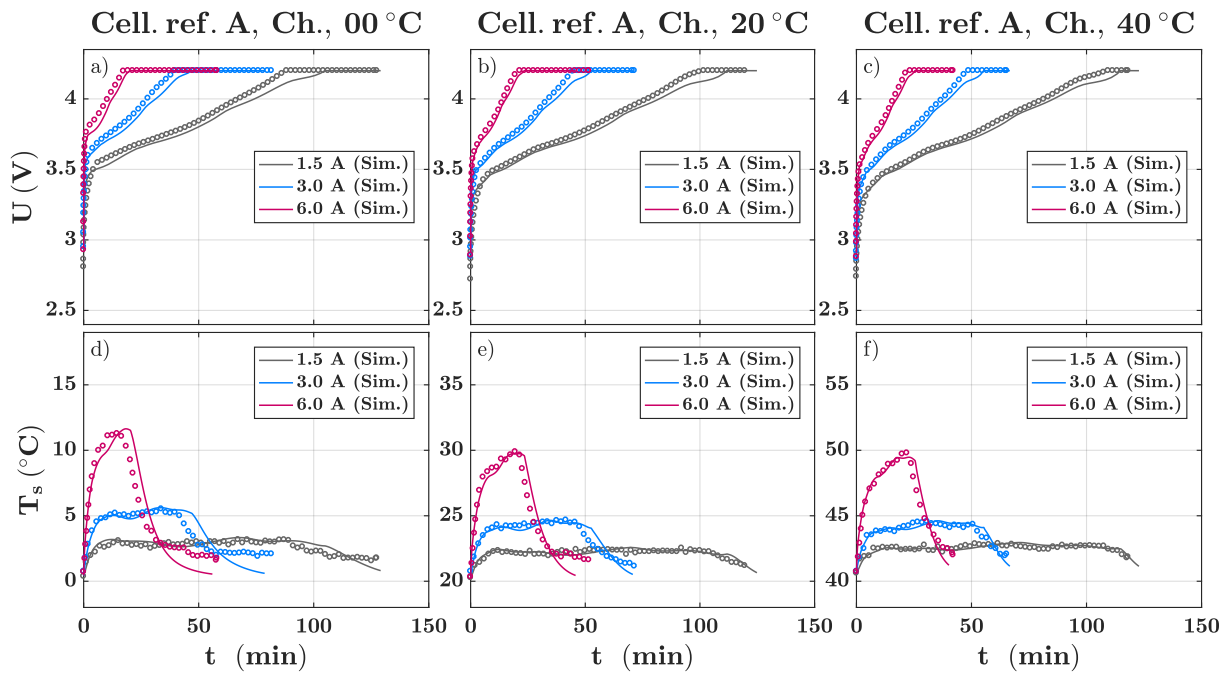 Cell. ref. A, Ch., 00 °C
Cell. ref. A, Ch., 20 °C
Cell. ref. A, Ch., 40 °C
a)
b)
c)
4
3.5
3
2.5
4
3.5
3
2.5
4
3.5
3
2.5
U (V)
1.5 A (Sim.)
3.0 A (Sim.)
6.0 A (Sim.)
1.5 A (Sim.)
3.0 A (Sim.)
6.0 A (Sim.)
1.5 A (Sim.)
3.0 A (Sim.)
6.0 A (Sim.)
d)
e)
f)
15
10
5
0
35
30
25
20
55
50
45
40
T_s (°C)
1.5 A (Sim.)
3.0 A (Sim.)
6.0 A (Sim.)
1.5 A (Sim.)
3.0 A (Sim.)
6.0 A (Sim.)
1.5 A (Sim.)
3.0 A (Sim.)
6.0 A (Sim.)
0 50 100 150
0 50 100 150
0 50 100 150
t (min)
t (min)
t (min)